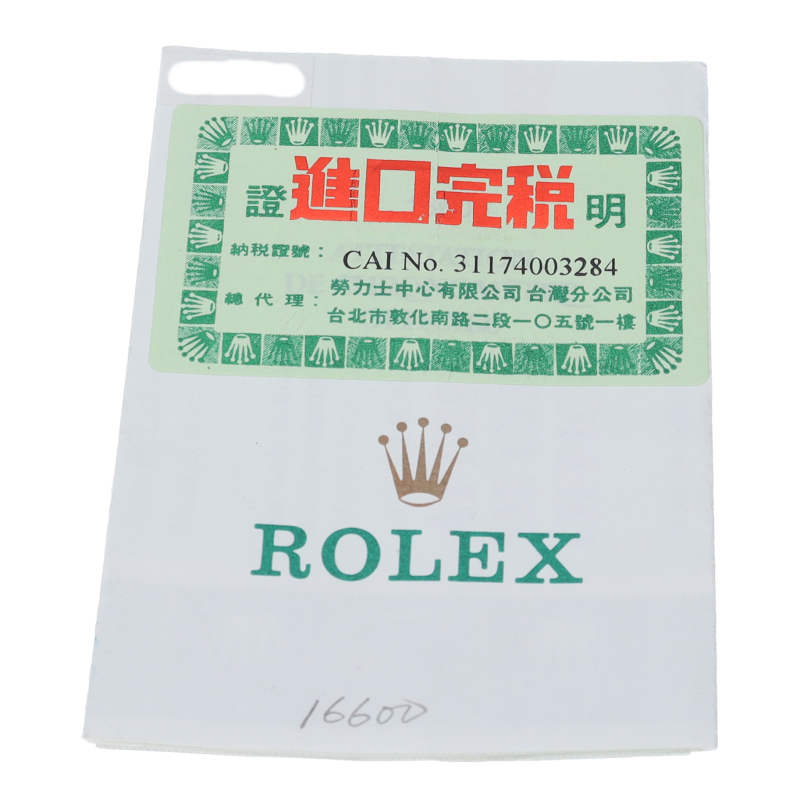 證進口完税明
納税證號： CAI No. 31174003284
總代理： 勞力士中心有限公司台灣分公司
台北市敦化南路二段一〇五號一樓
ROLEX
16600